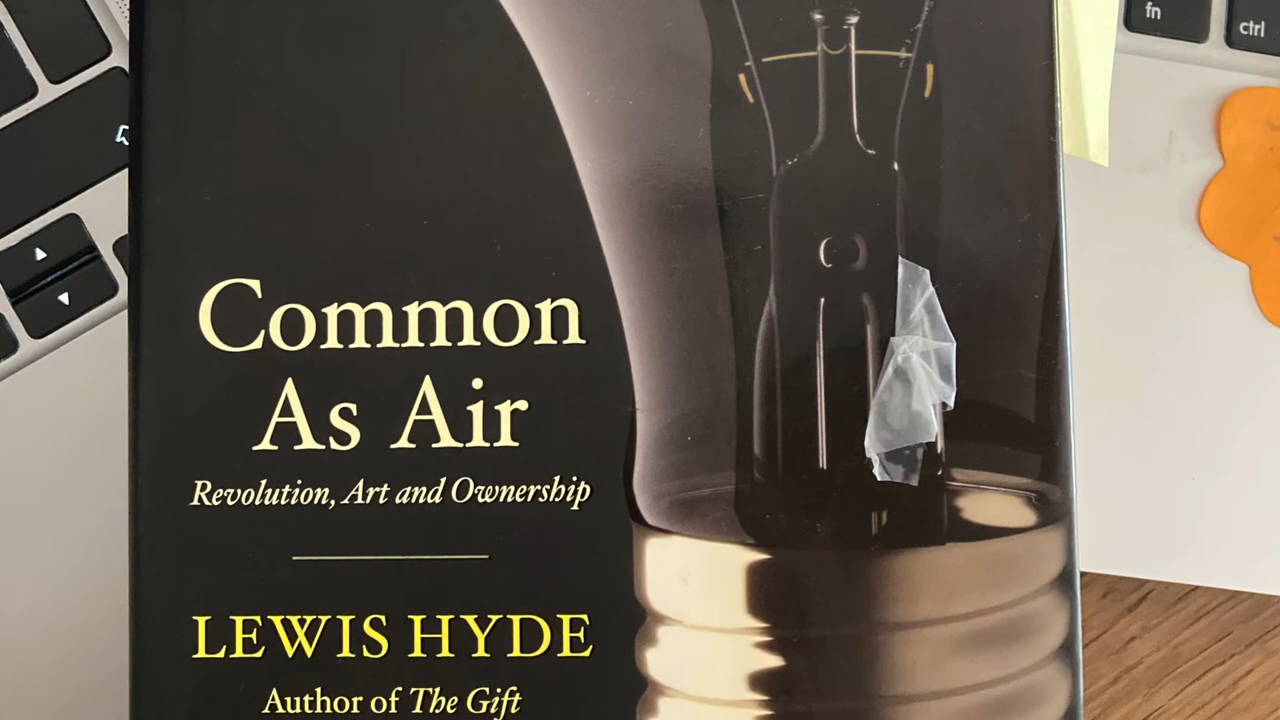 fn
ctrl
Common
As Air
Revolution, Art and Ownership
LEWIS HYDE
Author of The Gift